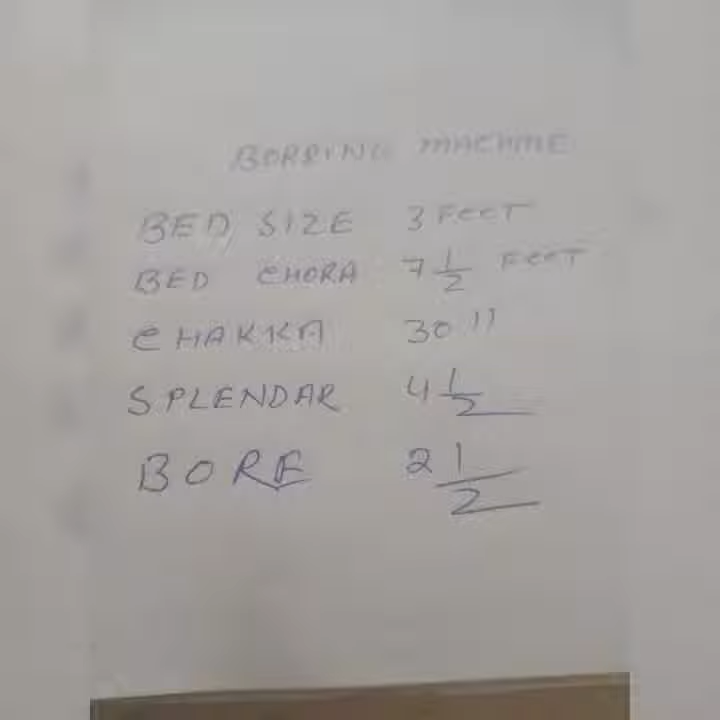 BORRING MACHINE
BED SIZE 3 FEET
BED CHORA 7 1/2 FEET
CHAKKA 30"
SPLENDAR 4 1/2
BORE 2 1/2